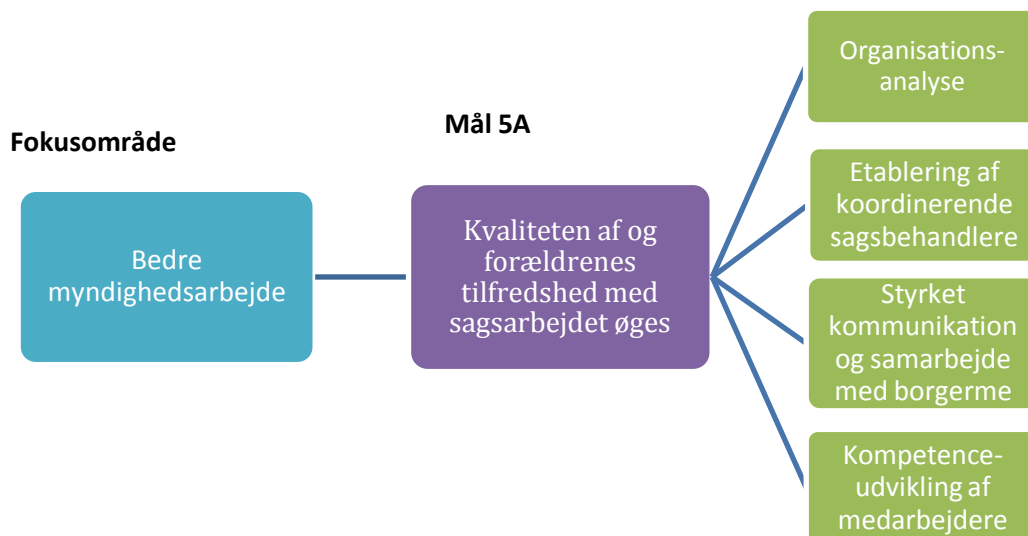 Fokusområde
Bedre
myndighedsarbejde
Mål 5A
Kvaliteten af og
forældrenes
tilfredshed med
sagsarbejdet øges
Organisations-
analyse
Etablering af
koordinerende
sagsbehandlere
Styrket
kommunikation
og samarbejde
med borgerme
Kompetence-
udvikling af
medarbejdere